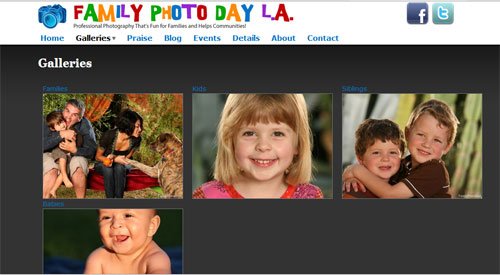 FAMILY PHOTO DAY L.A.
Professional Photography That's Fun for Families and Helps Communities!
Home Galleries Praise Blog Events Details About Contact
Galleries
Families Kids Siblings
Babies